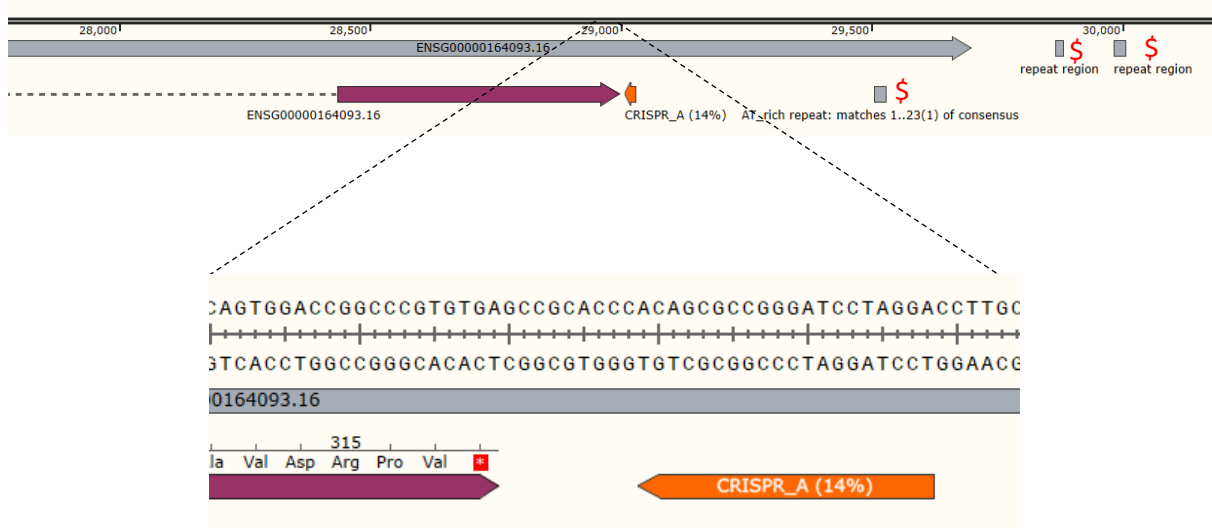 28,000 28,500 29,000 29,500 30,000
ENSG00000164093.16 $ $
repeat region repeat region
$
ENSG00000164093.16 CRISPR_A (14%) AT_rich repeat: matches 1..23(1) of consensus
CAGTGGACCGGCCCGTGTGAGCCGCACCCACAGCGCCGGGATCCTAGGACCTTGC
GTCACCTGGCCGGGCACACTCGGCGTGGGTGTCGCGGCCCTAGGATCCTGGAACG
00164093.16
315
la Val Asp Arg Pro Val *
CRISPR_A (14%)